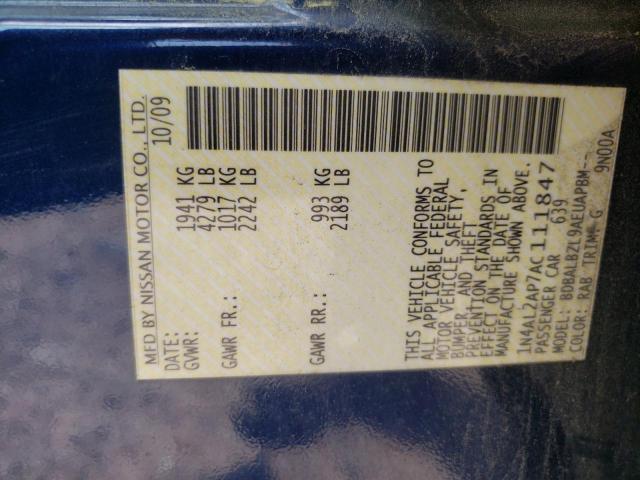 MFD BY NISSAN MOTOR CO., LTD.
DATE: 10/09
GVWR: 1941 KG
4279 LB
GAWR FR.: 1017 KG
2242 LB
GAWR RR.: 993 KG
2189 LB
THIS VEHICLE CONFORMS TO
ALL APPLICABLE FEDERAL
MOTOR VEHICLE SAFETY,
BUMPER, AND THEFT
PREVENTION STANDARDS IN
EFFECT ON THE DATE OF
MANUFACTURE SHOWN ABOVE.
1N4AL2AP7AC111847
PASSENGER CAR 639
MODEL: BDBALBZL9AEUAPBM--
COLOR: RAB TRIM: G 9N00A